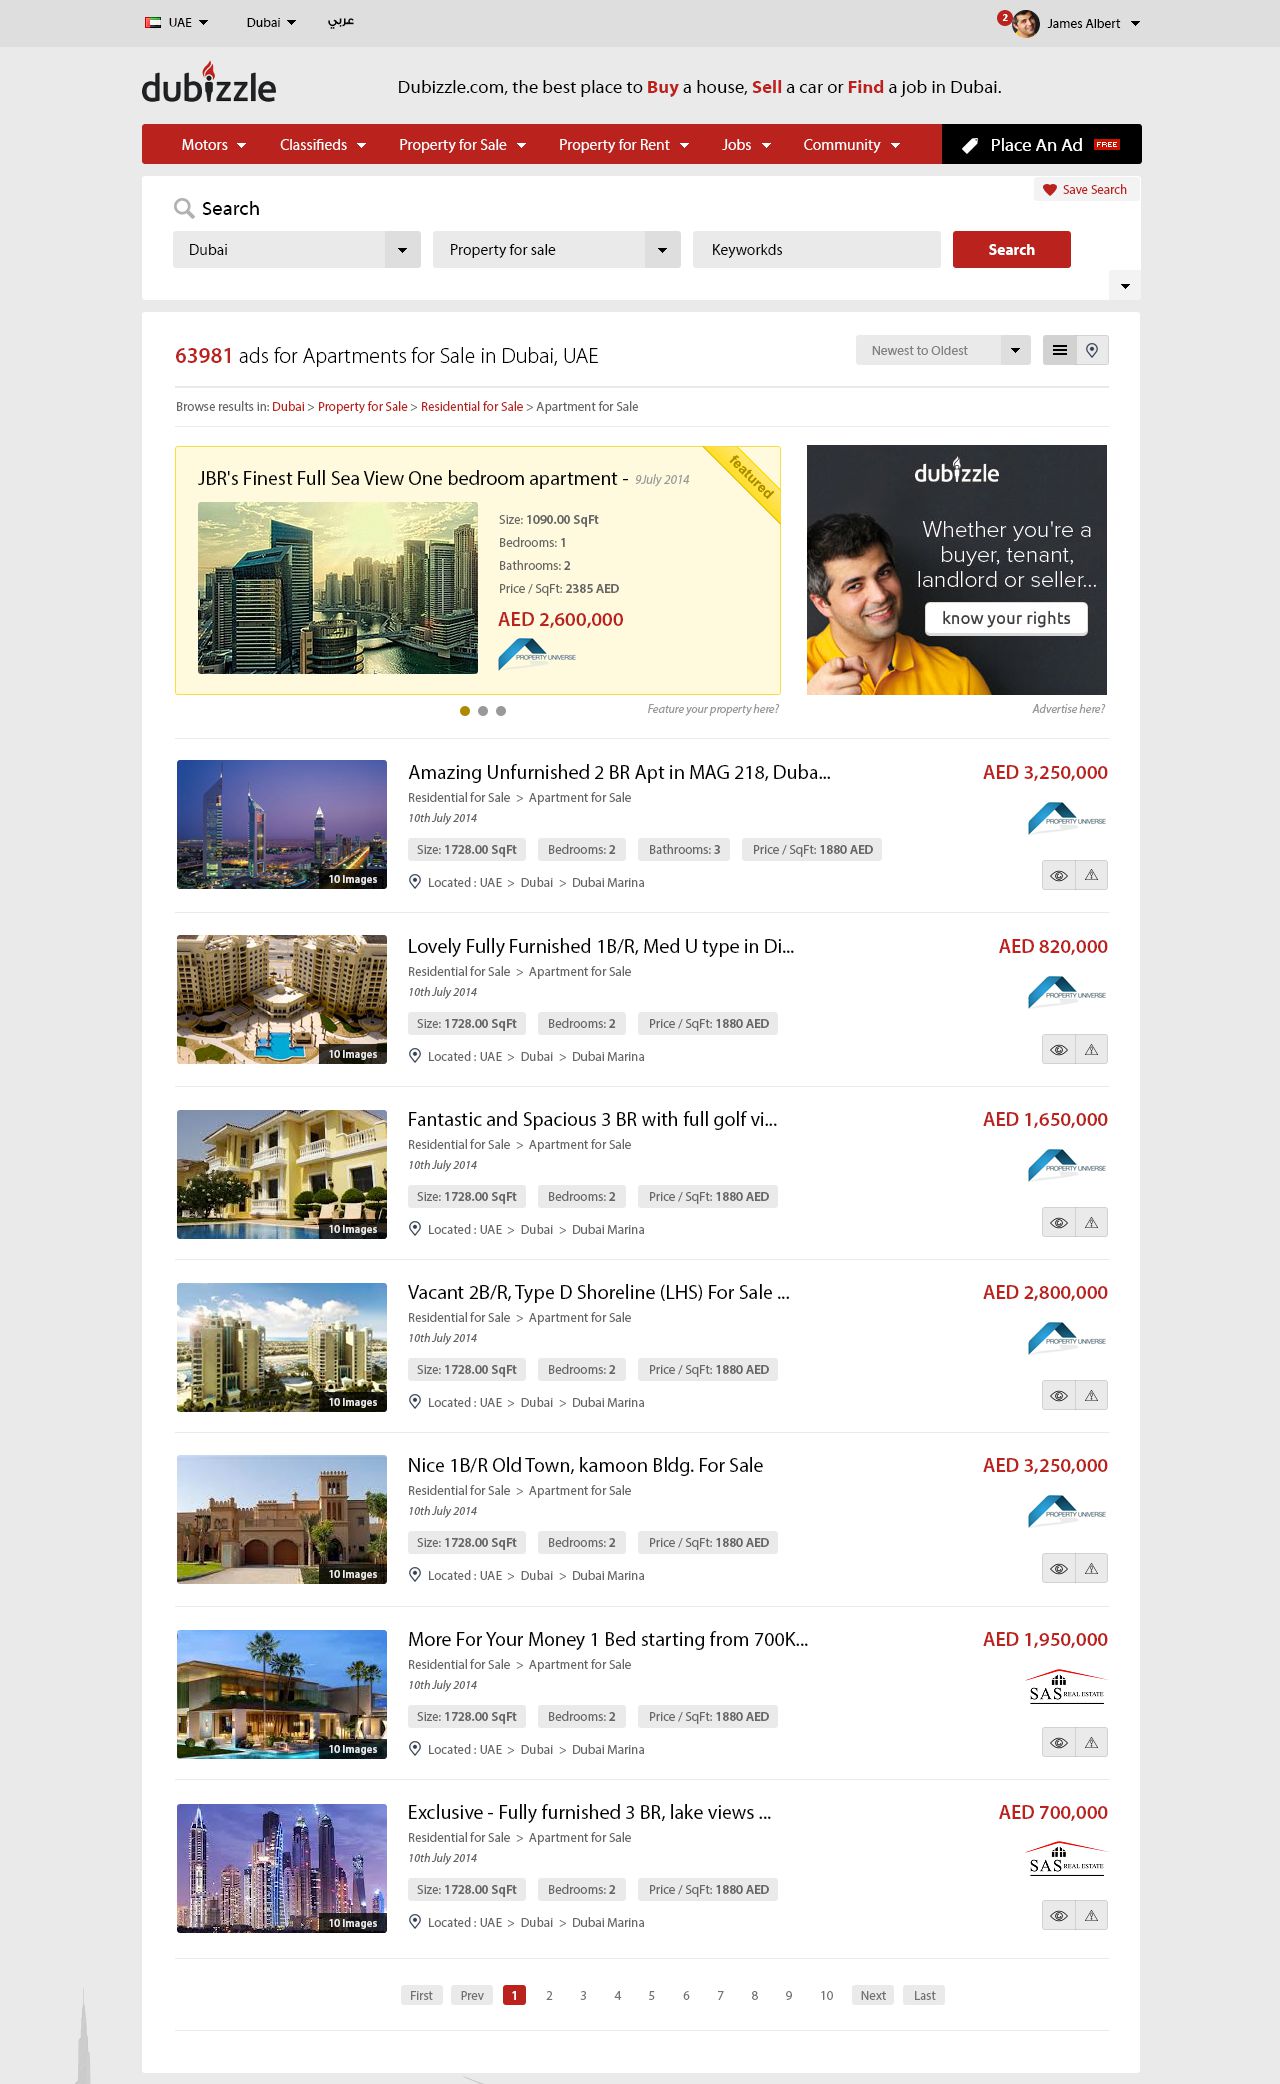 UAE Dubai عربي 2 James Albert
dubizzle
Dubizzle.com, the best place to Buy a house, Sell a car or Find a job in Dubai.
Motors Classifieds Property for Sale Property for Rent Jobs Community Place An Ad FREE
Save Search
Search
Dubai Property for sale Keyworkds Search
63981 ads for Apartments for Sale in Dubai, UAE
Newest to Oldest
Browse results in: Dubai > Property for Sale > Residential for Sale > Apartment for Sale
JBR's Finest Full Sea View One bedroom apartment - 9July 2014
featured
Size: 1090.00 SqFt
Bedrooms: 1
Bathrooms: 2
Price / SqFt: 2385 AED
AED 2,600,000
PROPERTY UNIVERSE
Feature your property here?
dubizzle
Whether you're a
buyer, tenant,
landlord or seller...
know your rights
Advertise here?
Amazing Unfurnished 2 BR Apt in MAG 218, Duba...
AED 3,250,000
Residential for Sale > Apartment for Sale
10th July 2014
PROPERTY UNIVERSE
Size: 1728.00 SqFt Bedrooms: 2 Bathrooms: 3 Price / SqFt: 1880 AED
10 Images
Located : UAE > Dubai > Dubai Marina
Lovely Fully Furnished 1B/R, Med U type in Di...
AED 820,000
Residential for Sale > Apartment for Sale
10th July 2014
PROPERTY UNIVERSE
Size: 1728.00 SqFt Bedrooms: 2 Price / SqFt: 1880 AED
10 Images
Located : UAE > Dubai > Dubai Marina
Fantastic and Spacious 3 BR with full golf vi...
AED 1,650,000
Residential for Sale > Apartment for Sale
10th July 2014
PROPERTY UNIVERSE
Size: 1728.00 SqFt Bedrooms: 2 Price / SqFt: 1880 AED
10 Images
Located : UAE > Dubai > Dubai Marina
Vacant 2B/R, Type D Shoreline (LHS) For Sale ...
AED 2,800,000
Residential for Sale > Apartment for Sale
10th July 2014
PROPERTY UNIVERSE
Size: 1728.00 SqFt Bedrooms: 2 Price / SqFt: 1880 AED
10 Images
Located : UAE > Dubai > Dubai Marina
Nice 1B/R Old Town, kamoon Bldg. For Sale
AED 3,250,000
Residential for Sale > Apartment for Sale
10th July 2014
PROPERTY UNIVERSE
Size: 1728.00 SqFt Bedrooms: 2 Price / SqFt: 1880 AED
10 Images
Located : UAE > Dubai > Dubai Marina
More For Your Money 1 Bed starting from 700K...
AED 1,950,000
Residential for Sale > Apartment for Sale
10th July 2014
SAS REAL ESTATE
Size: 1728.00 SqFt Bedrooms: 2 Price / SqFt: 1880 AED
10 Images
Located : UAE > Dubai > Dubai Marina
Exclusive - Fully furnished 3 BR, lake views ...
AED 700,000
Residential for Sale > Apartment for Sale
10th July 2014
SAS REAL ESTATE
Size: 1728.00 SqFt Bedrooms: 2 Price / SqFt: 1880 AED
10 Images
Located : UAE > Dubai > Dubai Marina
First Prev 1 2 3 4 5 6 7 8 9 10 Next Last